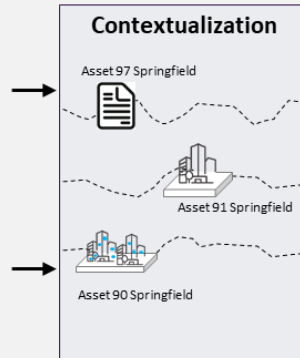 Contextualization
Asset 97 Springfield
Asset 91 Springfield
Asset 90 Springfield